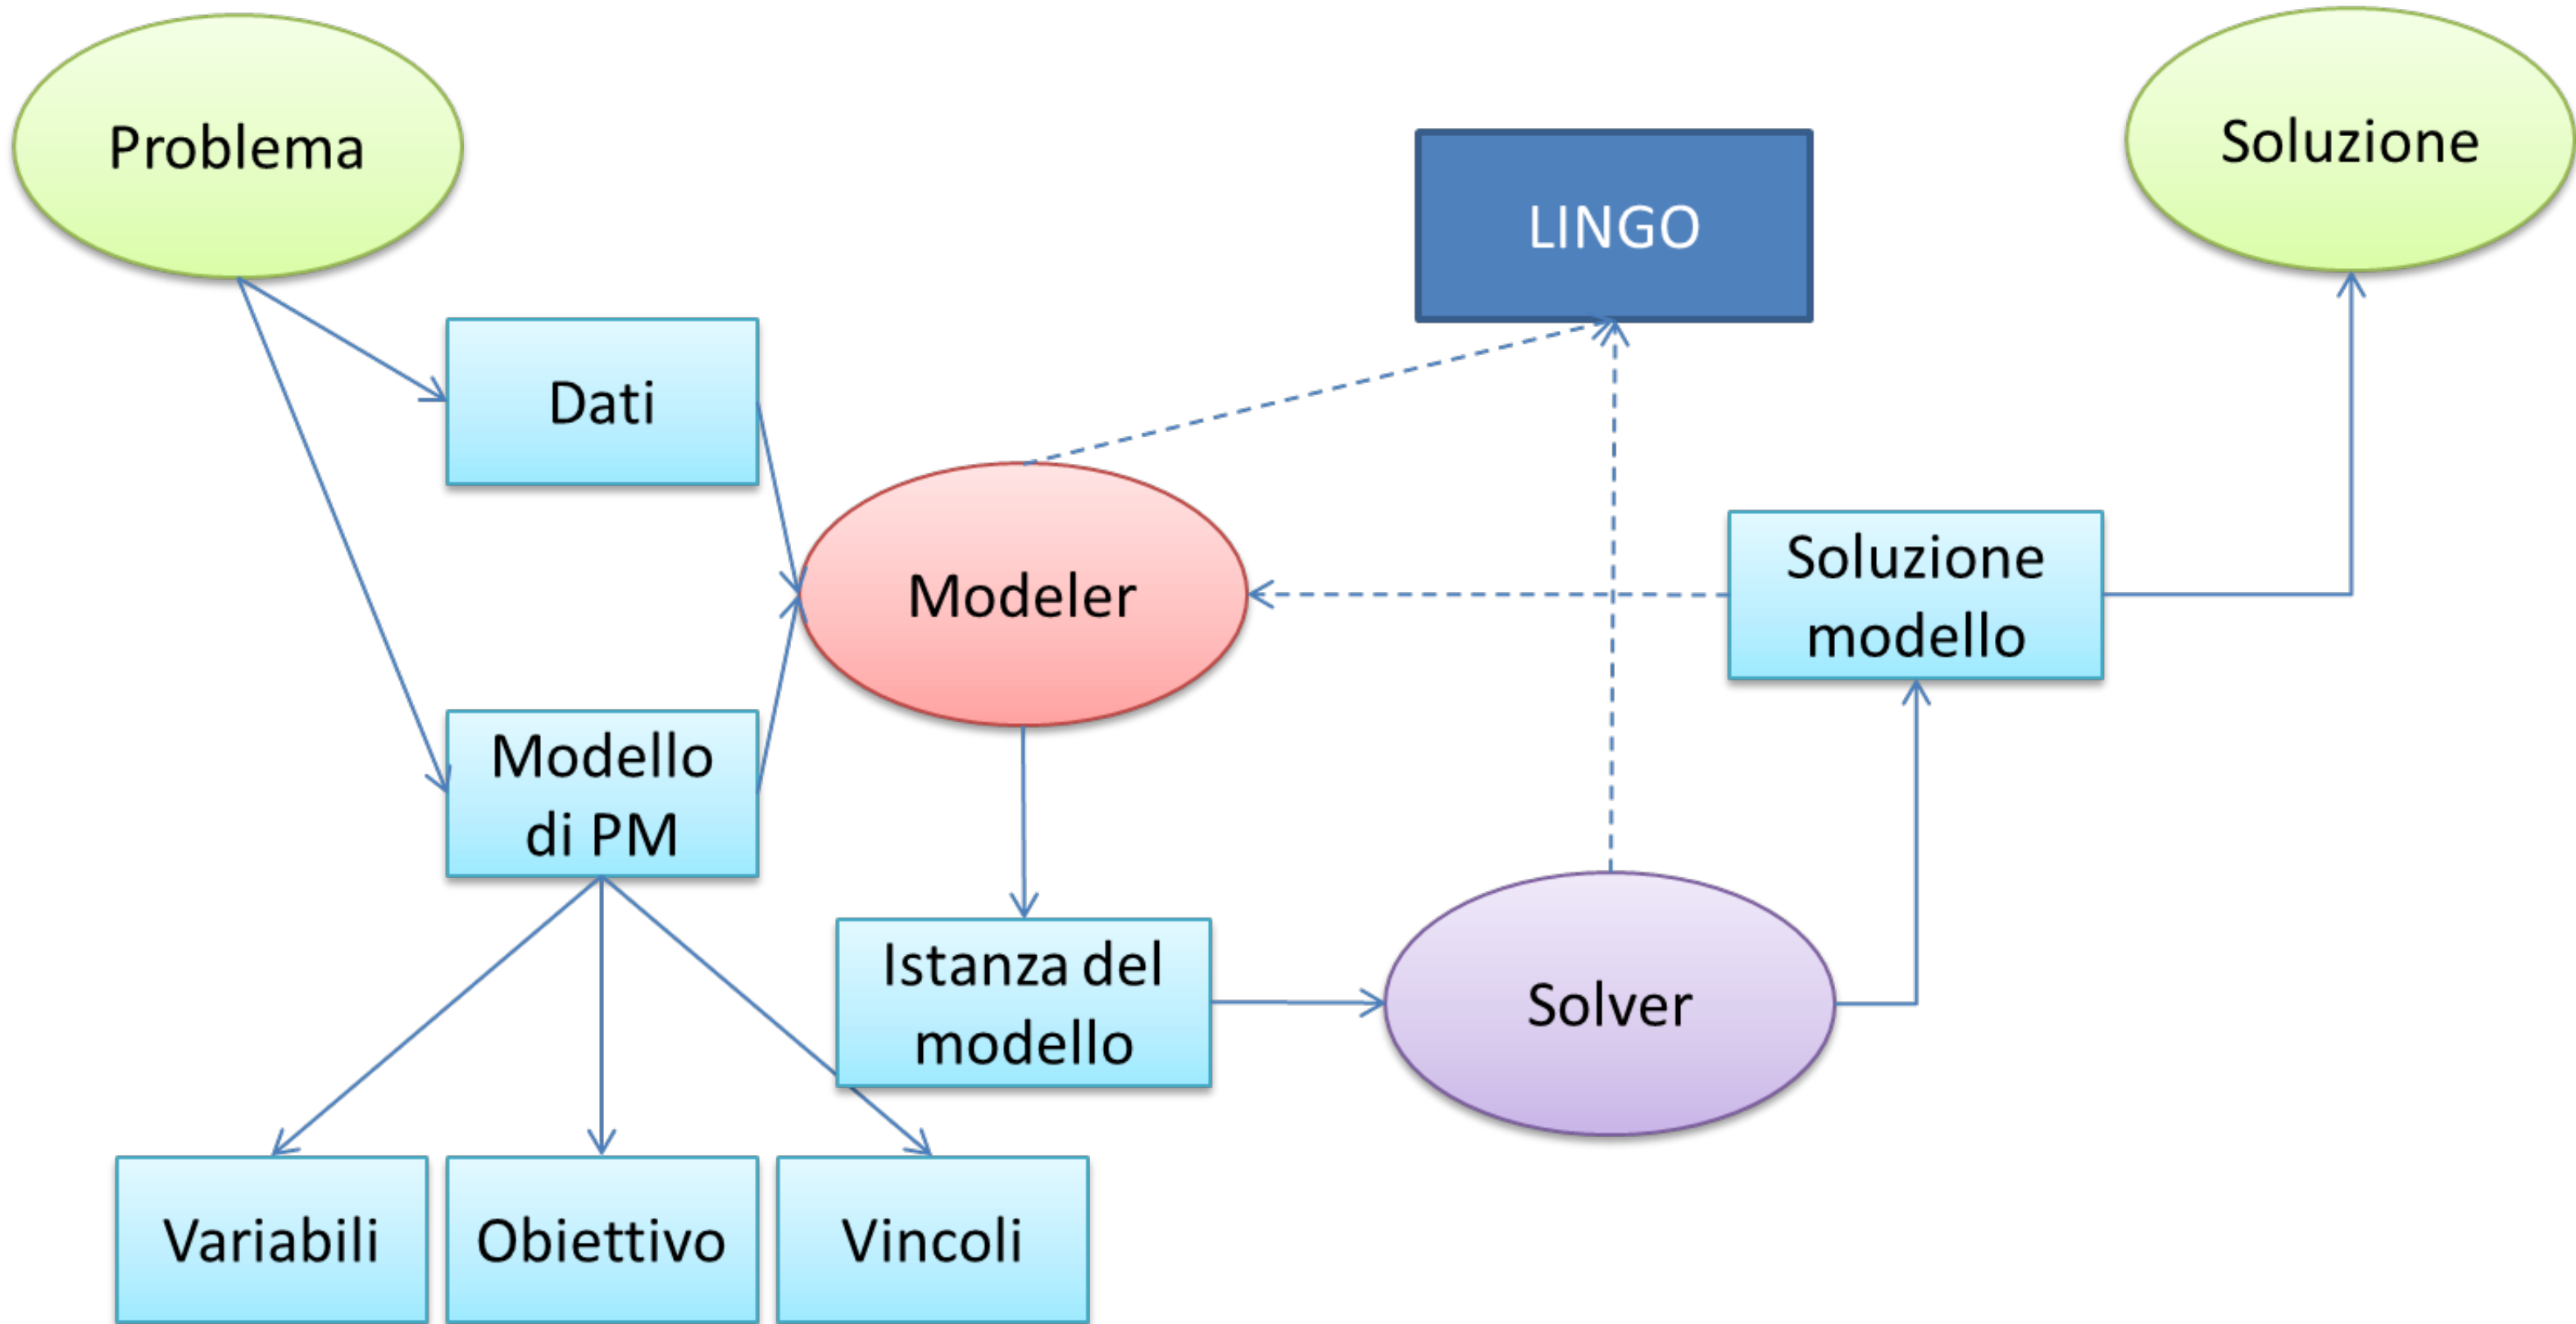 Problema
LINGO
Soluzione
Dati
Modeler
Soluzione
modello
Modello
di PM
Istanza del
modello
Solver
Variabili
Obiettivo
Vincoli